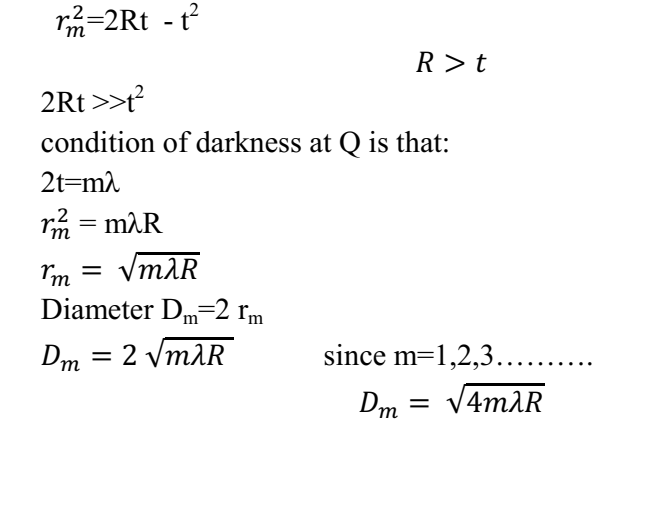 r_m^2=2Rt - t^2
R > t
2Rt >>t^2
condition of darkness at Q is that:
2t=mλ
r_m^2 = mλR
r_m = √mλR
Diameter D_m=2 r_m
D_m = 2 √mλR since m=1,2,3……….
D_m = √4mλR